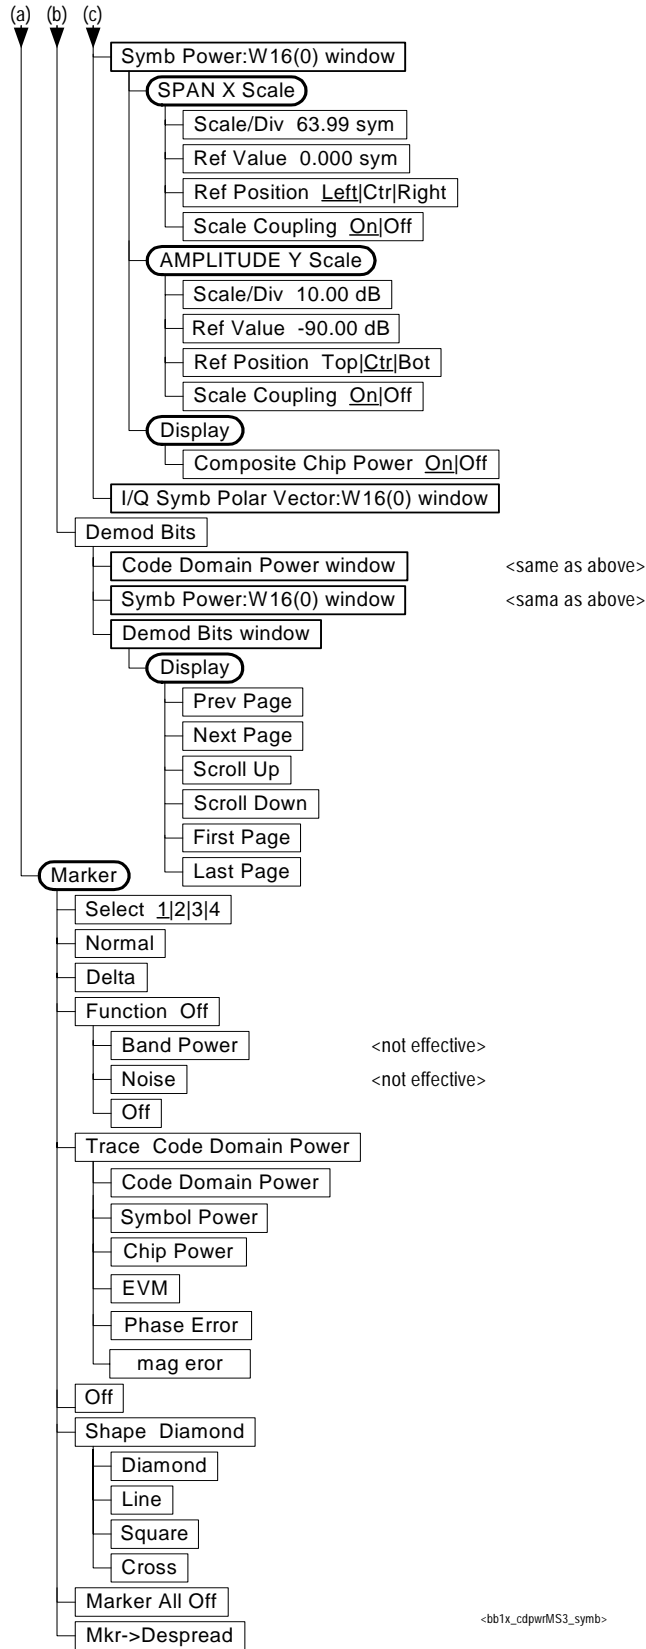 (a) (b) (c)
Symb Power:W16(0) window
SPAN X Scale
Scale/Div 63.99 sym
Ref Value 0.000 sym
Ref Position Left|Ctr|Right
Scale Coupling On|Off
AMPLITUDE Y Scale
Scale/Div 10.00 dB
Ref Value -90.00 dB
Ref Position Top|Ctr|Bot
Scale Coupling On|Off
Display
Composite Chip Power On|Off
I/Q Symb Polar Vector:W16(0) window
Demod Bits
Code Domain Power window <same as above>
Symb Power:W16(0) window <sama as above>
Demod Bits window
Display
Prev Page
Next Page
Scroll Up
Scroll Down
First Page
Last Page
Marker
Select 1|2|3|4
Normal
Delta
Function Off
Band Power <not effective>
Noise <not effective>
Off
Trace Code Domain Power
Code Domain Power
Symbol Power
Chip Power
EVM
Phase Error
mag eror
Off
Shape Diamond
Diamond
Line
Square
Cross
Marker All Off
<bb1x_cdpwrMS3_symb>
Mkr->Despread